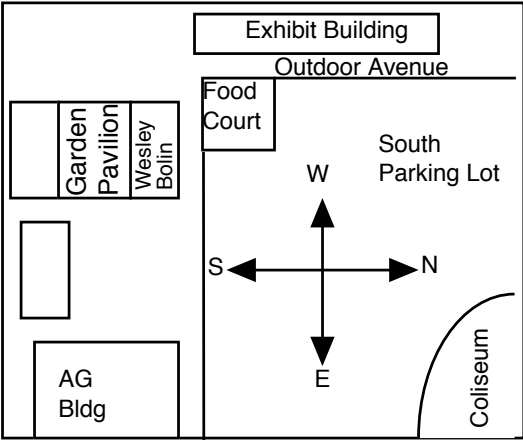 Exhibit Building
Outdoor Avenue
Food
Court
Garden
Pavilion
Wesley
Bolin
South
Parking Lot
W
S
N
E
AG
Bldg
Coliseum